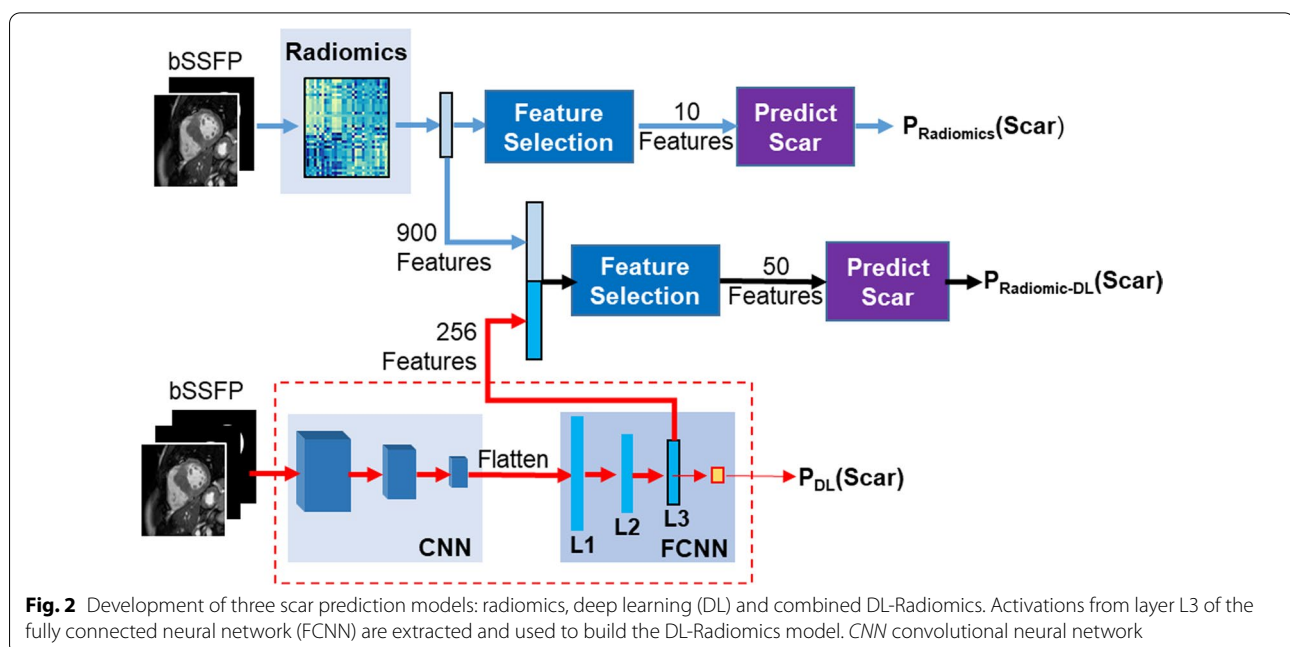 bSSFP
Radiomics
Feature
Selection
10
Features
Predict
Scar
P_Radiomics(Scar)
900
Features
Feature
Selection
50
Features
Predict
Scar
P_Radiomic-DL(Scar)
256
Features
bSSFP
Flatten
CNN
L1
L2
L3
FCNN
P_DL(Scar)
Fig. 2 Development of three scar prediction models: radiomics, deep learning (DL) and combined DL-Radiomics. Activations from layer L3 of the
fully connected neural network (FCNN) are extracted and used to build the DL-Radiomics model. CNN convolutional neural network